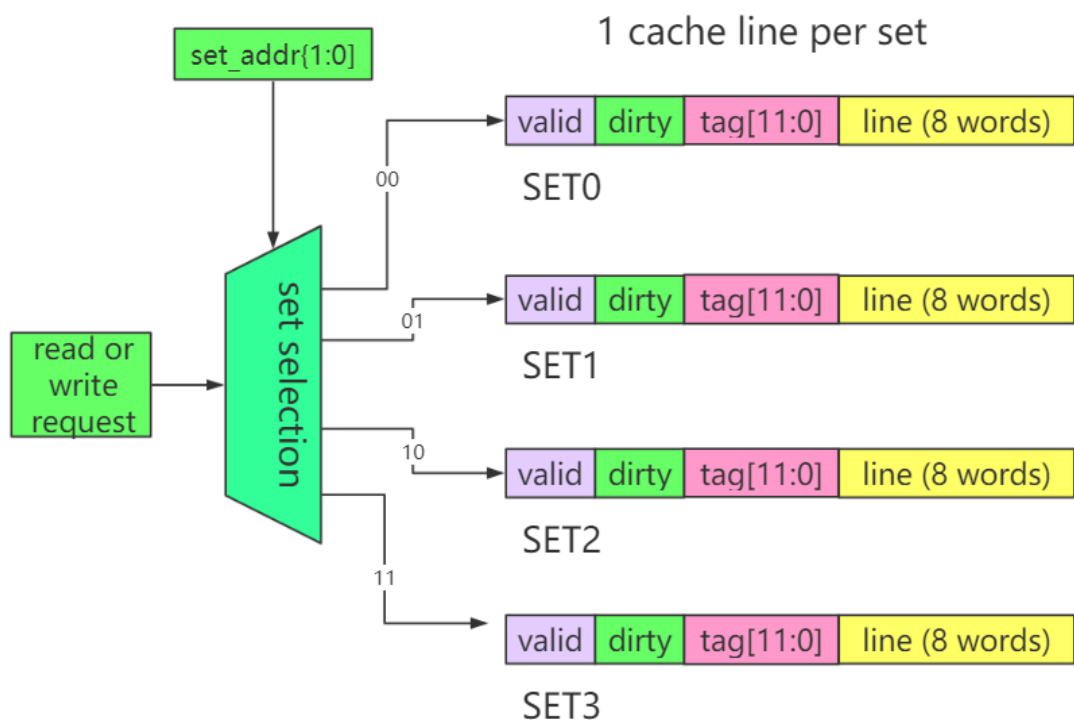 1 cache line per set
set_addr{1:0]
valid dirty tag[11:0] line (8 words)
00
SET0
set selection
valid dirty tag[11:0] line (8 words)
01
SET1
read or
write
request
10
valid dirty tag[11:0] line (8 words)
SET2
11
valid dirty tag[11:0] line (8 words)
SET3